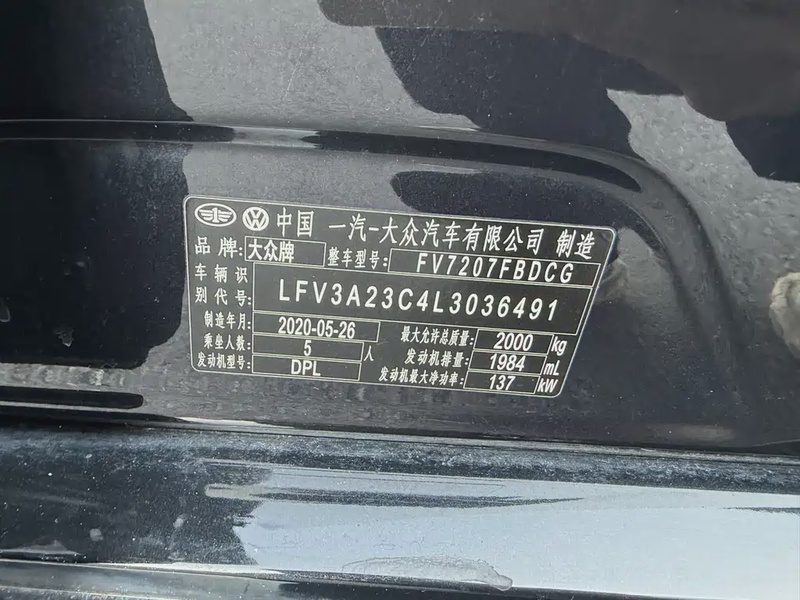 中国 一汽-大众汽车有限公司 制造
品牌: 大众牌 整车型号: FV7207FBDCG
车辆识别代号: LFV3A23C4L3036491
制造年月: 2020-05-26 最大允许总质量: 2000 kg
乘坐人数: 5 人 发动机排量: 1984 mL
发动机型号: DPL 发动机最大净功率: 137 kW